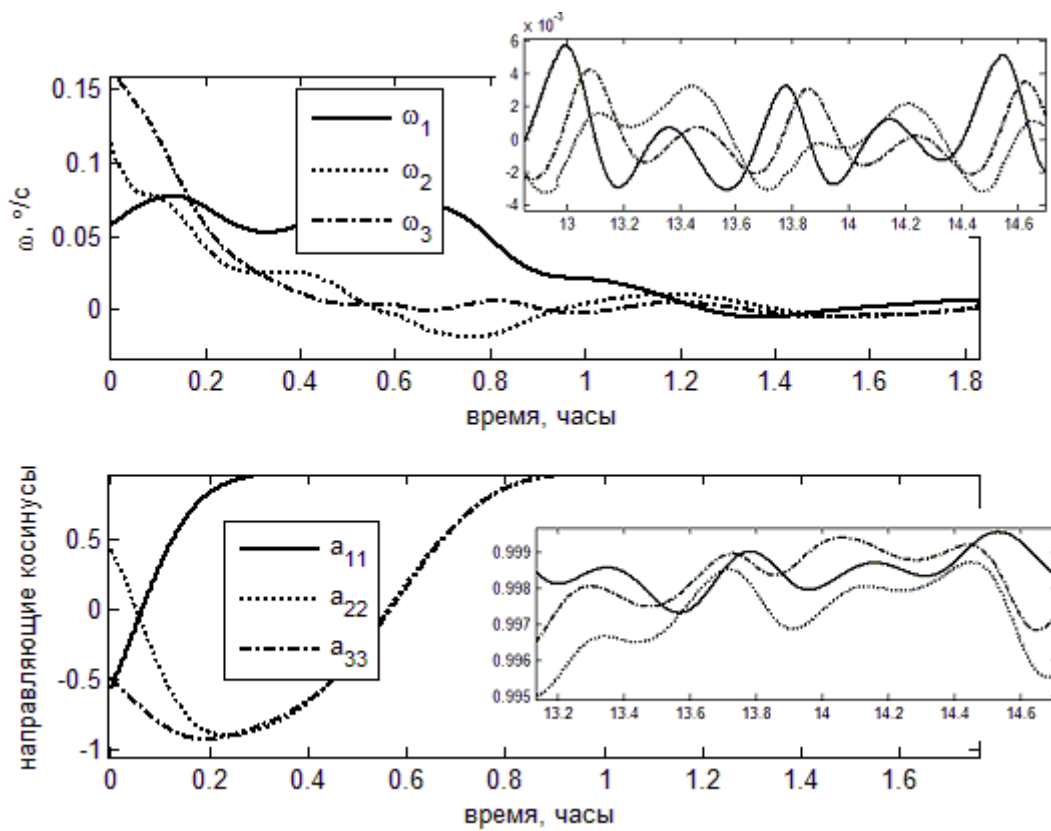 x 10⁻³
6
4
2
0
-2
-4
13 13.2 13.4 13.6 13.8 14 14.2 14.4 14.6
ω, º/с
0.15
0.1
0.05
0
ω₁
ω₂
ω₃
0 0.2 0.4 0.6 0.8 1 1.2 1.4 1.6 1.8
время, часы
направляющие косинусы
0.5
0
-0.5
-1
a₁₁
a₂₂
a₃₃
0.999
0.998
0.997
0.996
0.995
13.2 13.4 13.6 13.8 14 14.2 14.4 14.6
0 0.2 0.4 0.6 0.8 1 1.2 1.4 1.6
время, часы